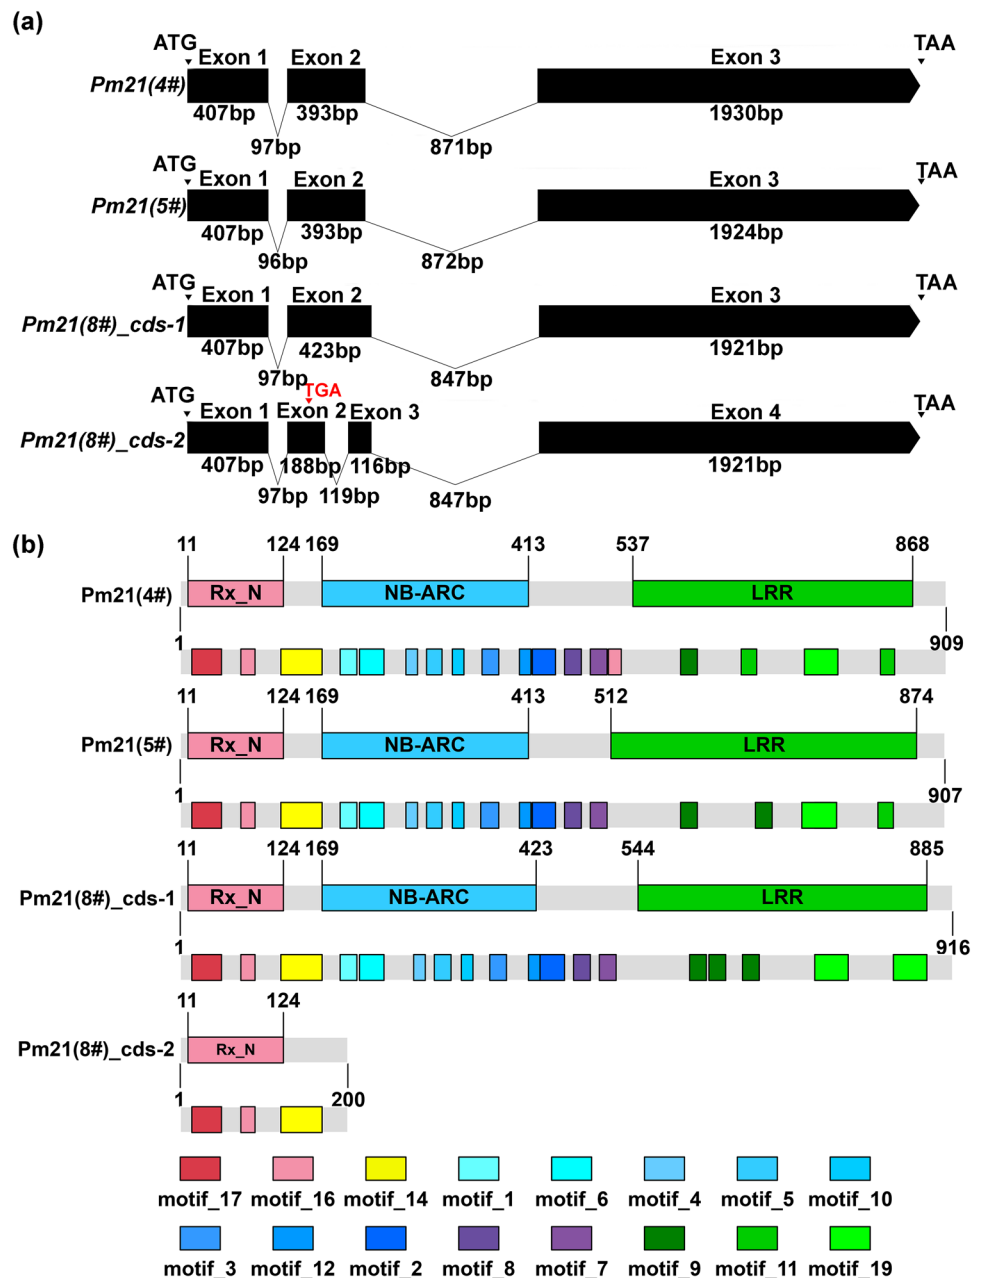 (a)
ATG Exon 1 Exon 2 Exon 3 TAA
Pm21(4#)
407bp 393bp 1930bp
97bp 871bp
ATG Exon 1 Exon 2 Exon 3 TAA
Pm21(5#)
407bp 393bp 1924bp
96bp 872bp
ATG Exon 1 Exon 2 Exon 3 TAA
Pm21(8#)_cds-1
407bp 423bp 1921bp
97bp 847bp
TGA
ATG Exon 1 Exon 2 Exon 3 Exon 4 TAA
Pm21(8#)_cds-2
407bp 188bp 116bp 1921bp
97bp 119bp 847bp
(b)
11 124 169 413 537 868
Pm21(4#) Rx_N NB-ARC LRR
1 909
11 124 169 413 512 874
Pm21(5#) Rx_N NB-ARC LRR
1 907
11 124 169 423 544 885
Pm21(8#)_cds-1 Rx_N NB-ARC LRR
1 916
11 124
Pm21(8#)_cds-2 Rx_N
1 200
motif_17 motif_16 motif_14 motif_1 motif_6 motif_4 motif_5 motif_10
motif_3 motif_12 motif_2 motif_8 motif_7 motif_9 motif_11 motif_19